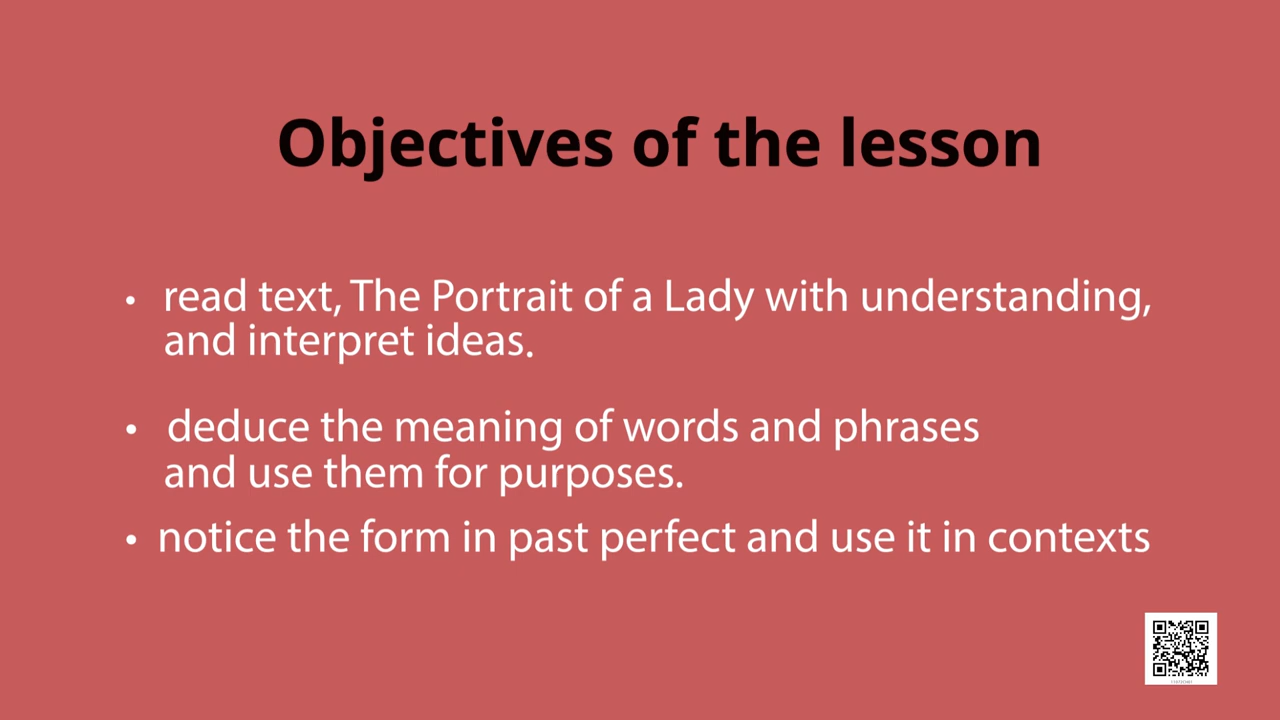 Objectives of the lesson
• read text, The Portrait of a Lady with understanding,
and interpret ideas.
• deduce the meaning of words and phrases
and use them for purposes.
• notice the form in past perfect and use it in contexts